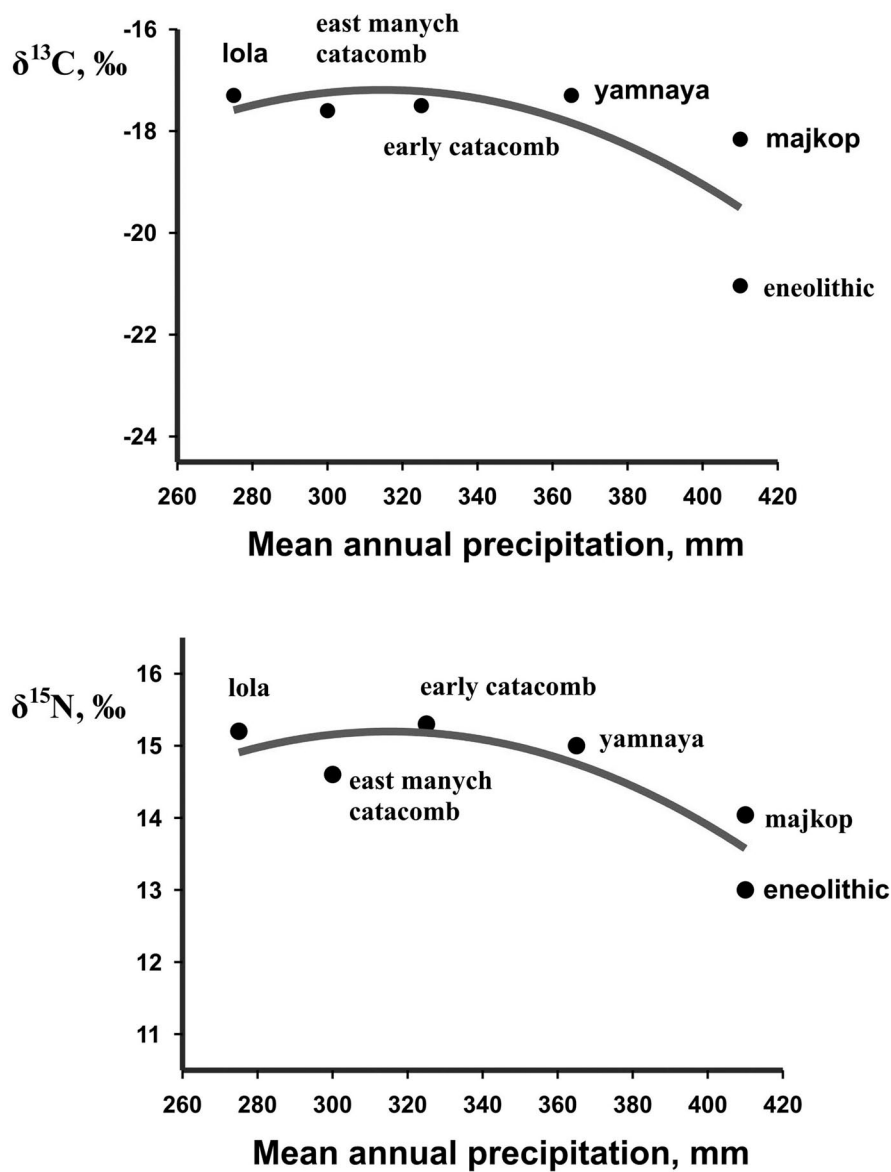 δ¹³C, ‰
-16
-18
-20
-22
-24
lola
east manych
catacomb
early catacomb
yamnaya
majkop
eneolithic
260 280 300 320 340 360 380 400 420
Mean annual precipitation, mm
δ¹⁵N, ‰
16
15
14
13
12
11
lola
early catacomb
east manych
catacomb
yamnaya
majkop
eneolithic
260 280 300 320 340 360 380 400 420
Mean annual precipitation, mm